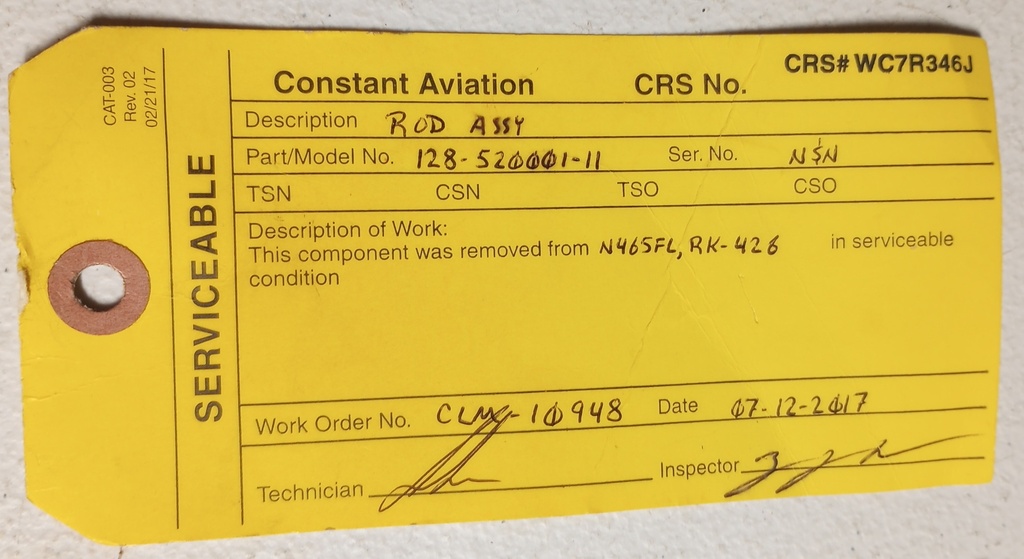 CAT-003
Rev. 02
02/21/17
SERVICEABLE
CRS# WC7R346J
Constant Aviation CRS No.
Description ROD ASSY
Part/Model No. 128-520001-11 Ser. No. NSN
TSN CSN TSO CSO
Description of Work:
This component was removed from N465FL, RK-426 in serviceable
condition
Work Order No. 10948 Date 07-12-2017
Technician Inspector